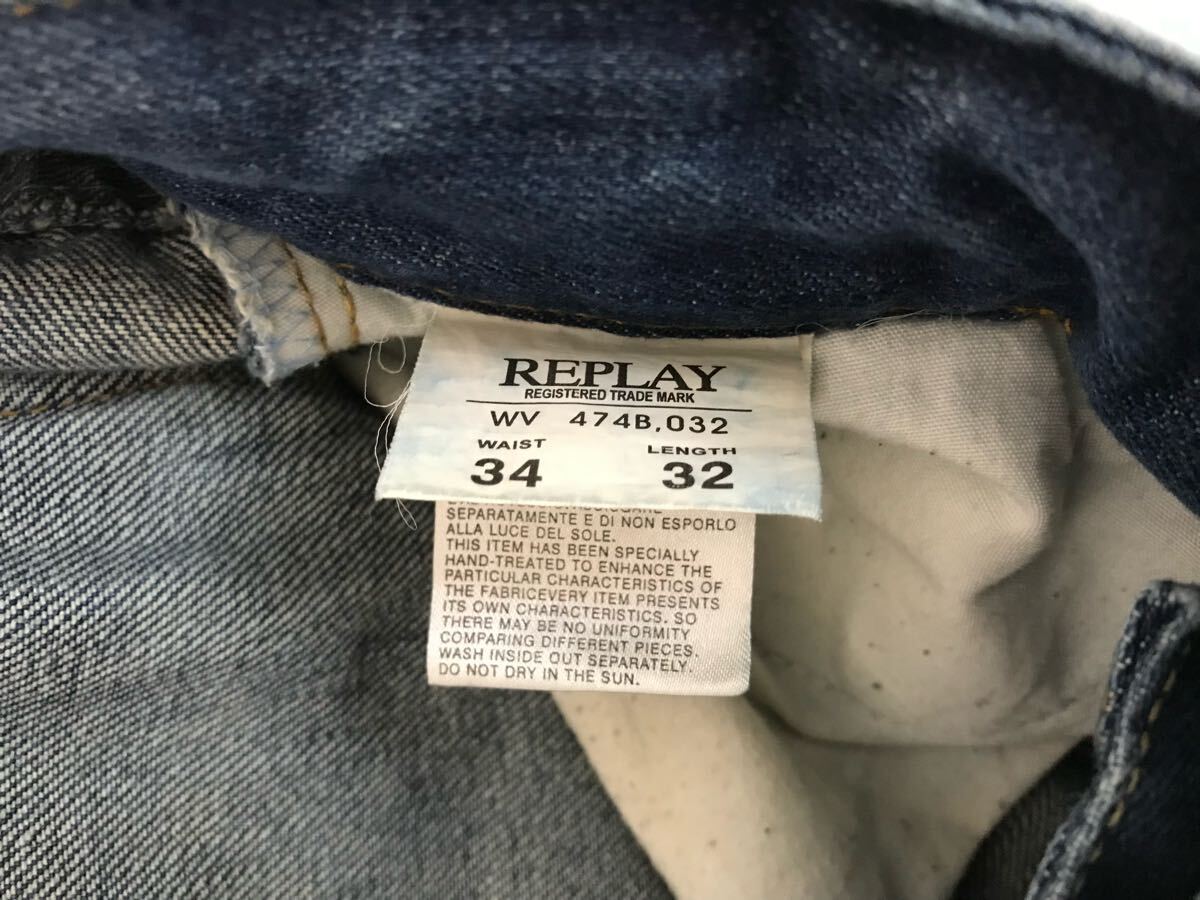 REPLAY
REGISTERED TRADE MARK
WV 474B.032
WAIST LENGTH
34 32
SEPARATAMENTE E DI NON ESPORLO
ALLA LUCE DEL SOLE.
THIS ITEM HAS BEEN SPECIALLY
HAND-TREATED TO ENHANCE THE
PARTICULAR CHARACTERISTICS OF
THE FABRICEVERY ITEM PRESENTS
ITS OWN CHARACTERISTICS. SO
THERE MAY BE NO UNIFORMITY
COMPARING DIFFERENT PIECES.
WASH INSIDE OUT SEPARATELY.
DO NOT DRY IN THE SUN.